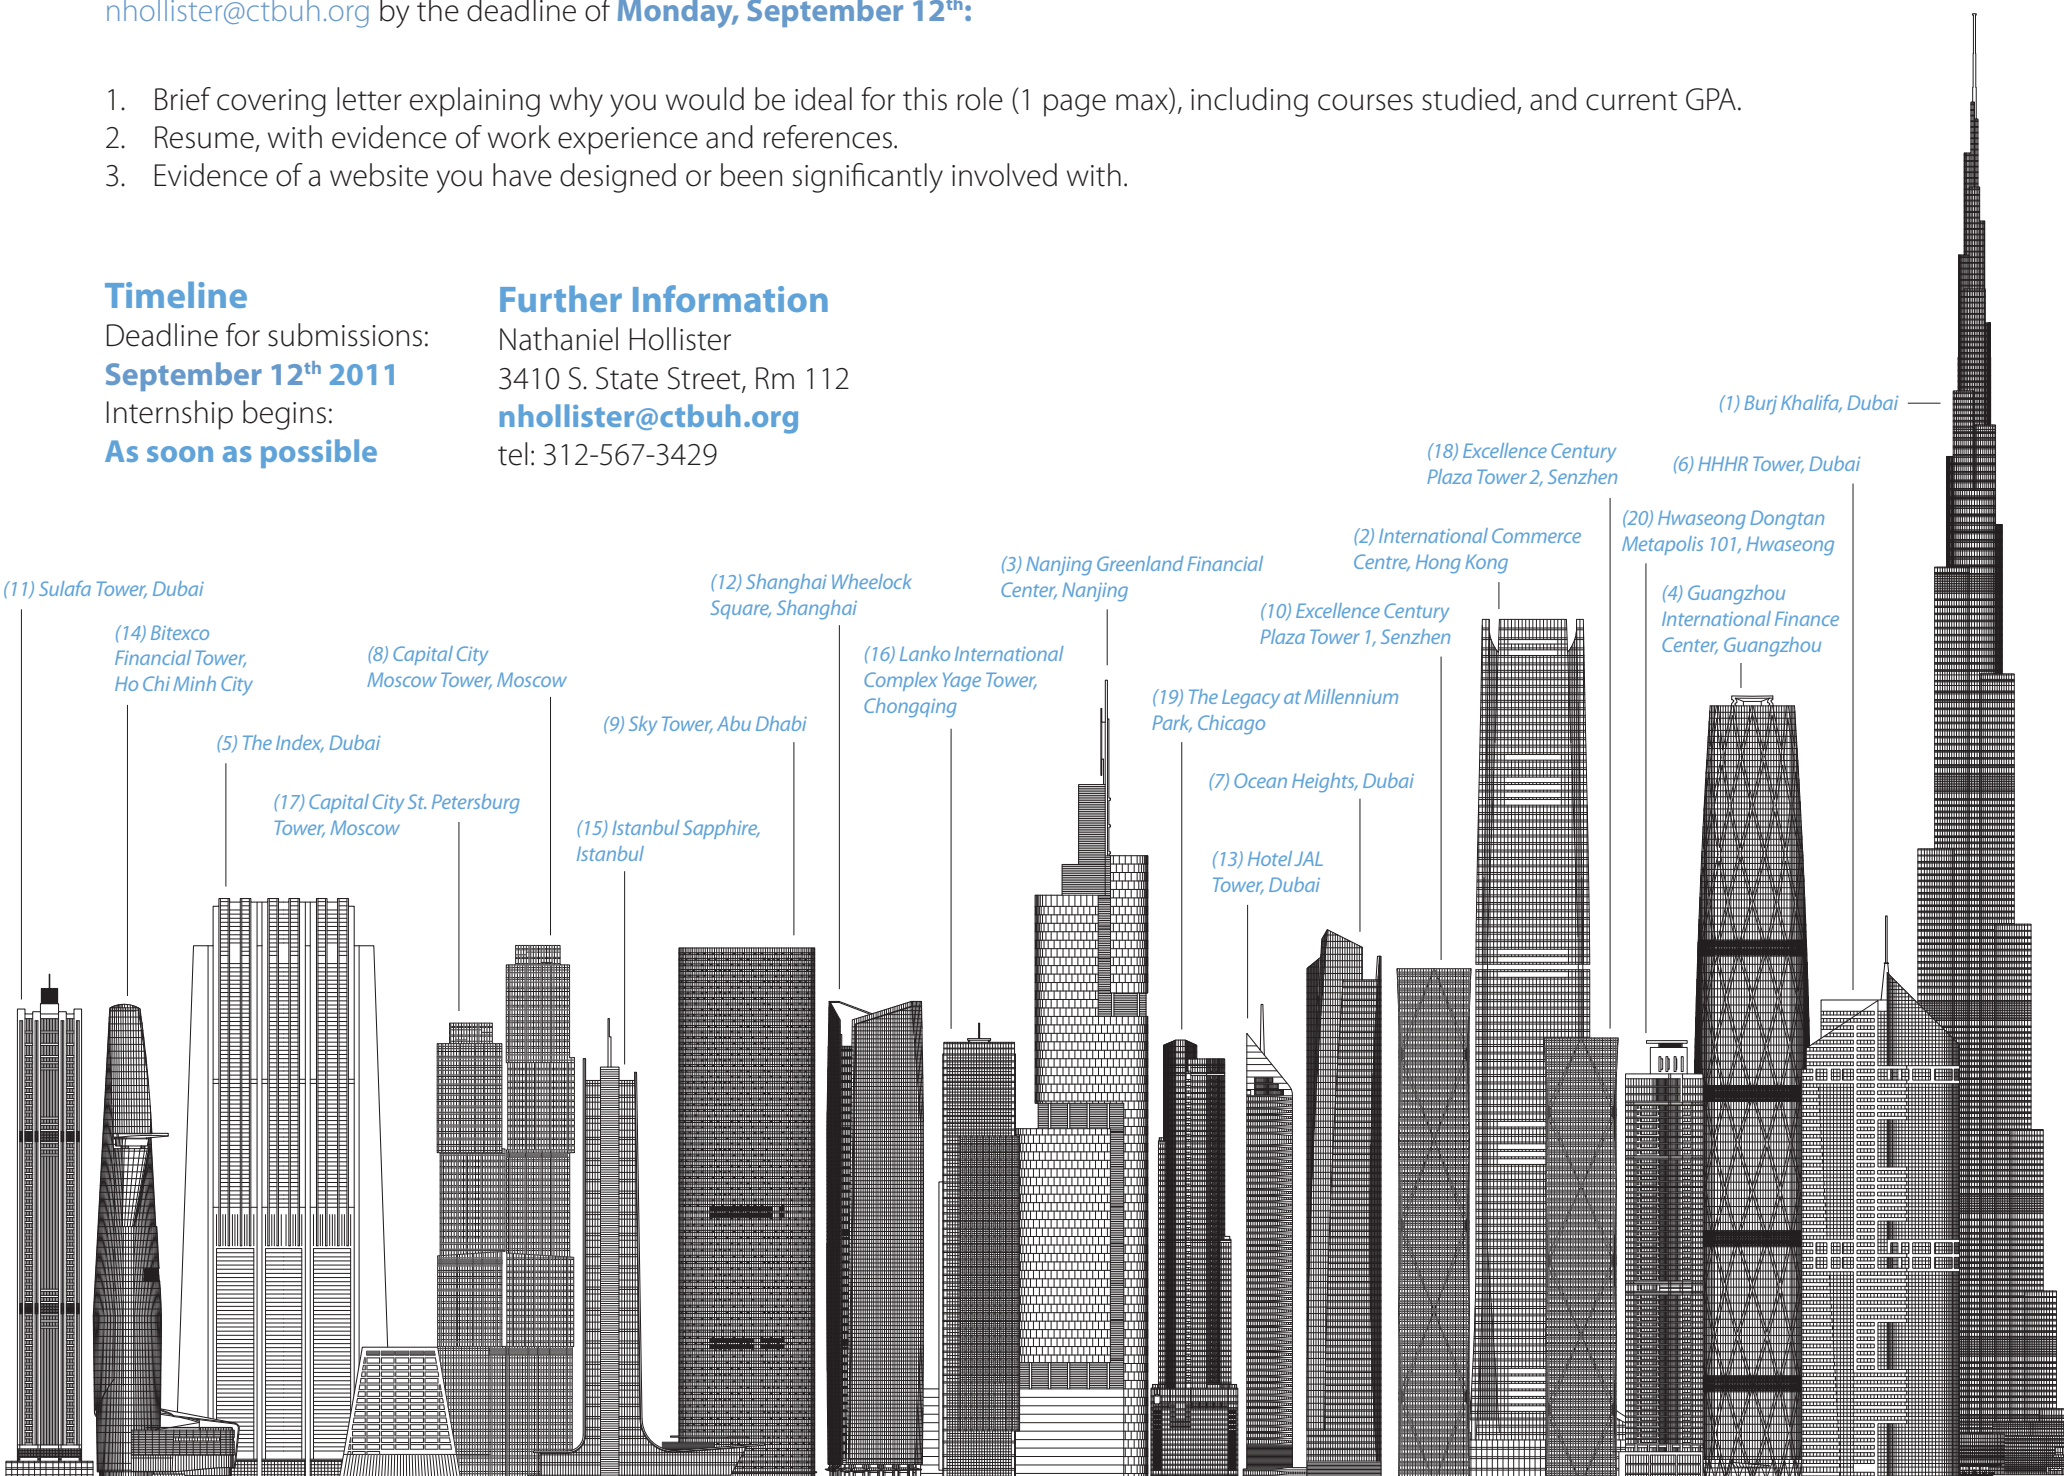 nhollister@ctbuh.org by the deadline of Monday, September 12th:
1. Brief covering letter explaining why you would be ideal for this role (1 page max), including courses studied, and current GPA.
2. Resume, with evidence of work experience and references.
3. Evidence of a website you have designed or been significantly involved with.
Timeline
Deadline for submissions:
September 12th 2011
Internship begins:
As soon as possible
Further Information
Nathaniel Hollister
3410 S. State Street, Rm 112
nhollister@ctbuh.org
tel: 312-567-3429
(1) Burj Khalifa, Dubai
(18) Excellence Century
Plaza Tower 2, Senzhen
(6) HHHR Tower, Dubai
(20) Hwaseong Dongtan
Metapolis 101, Hwaseong
(2) International Commerce
Centre, Hong Kong
(3) Nanjing Greenland Financial
Center, Nanjing
(12) Shanghai Wheelock
Square, Shanghai
(11) Sulafa Tower, Dubai
(4) Guangzhou
International Finance
Center, Guangzhou
(10) Excellence Century
Plaza Tower 1, Senzhen
(14) Bitexco
Financial Tower,
Ho Chi Minh City
(8) Capital City
Moscow Tower, Moscow
(16) Lanko International
Complex Yage Tower,
Chongqing
(19) The Legacy at Millennium
Park, Chicago
(9) Sky Tower, Abu Dhabi
(5) The Index, Dubai
(7) Ocean Heights, Dubai
(17) Capital City St. Petersburg
Tower, Moscow
(15) Istanbul Sapphire,
Istanbul
(13) Hotel JAL
Tower, Dubai